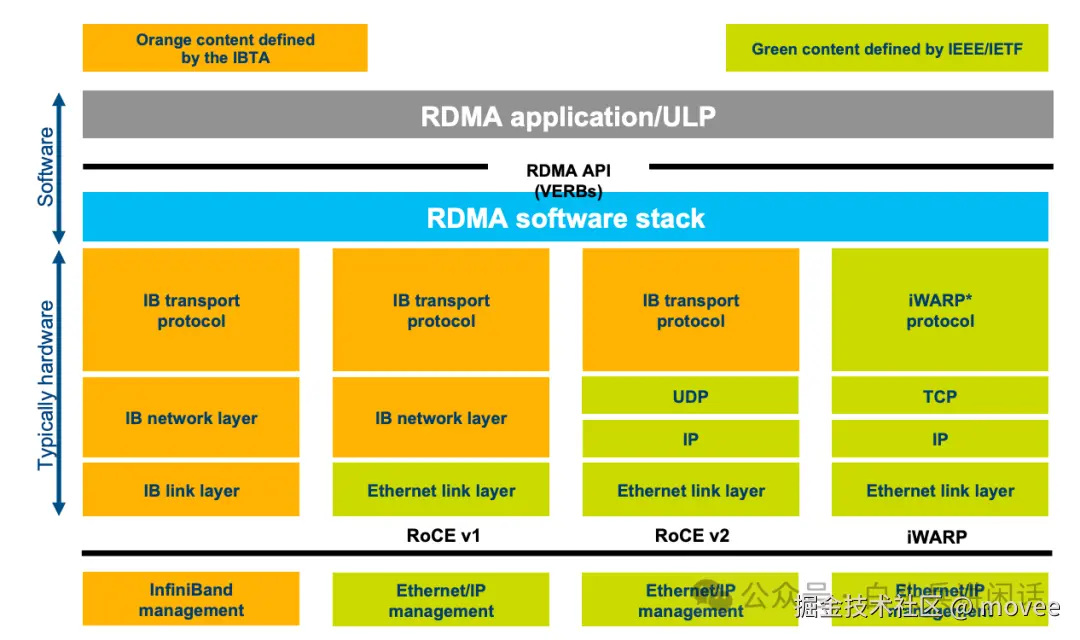 Orange content defined
by the IBTA
Green content defined by IEEE/IETF
Software
RDMA application/ULP
RDMA API
(VERBs)
RDMA software stack
Typically hardware
IB transport
protocol
IB transport
protocol
IB transport
protocol
iWARP*
protocol
IB network layer
IB network layer
UDP
TCP
IP
IP
IB link layer
Ethernet link layer
Ethernet link layer
Ethernet link layer
RoCE v1
RoCE v2
iWARP
InfiniBand
management
Ethernet/IP
management
Ethernet/IP
management
Ethernet/IP
management
公众号
闲话
掘金技术社区 @ movee